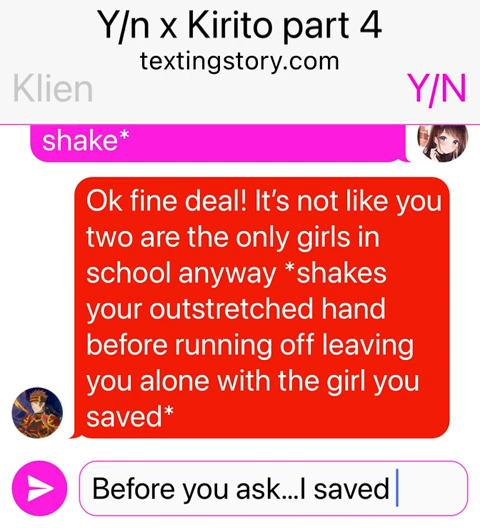 Y/n x Kirito part 4
textingstory.com
Klien Y/N
shake*
Ok fine deal! It’s not like you
two are the only girls in
school anyway *shakes
your outstretched hand
before running off leaving
you alone with the girl you
saved*
Before you ask...I saved